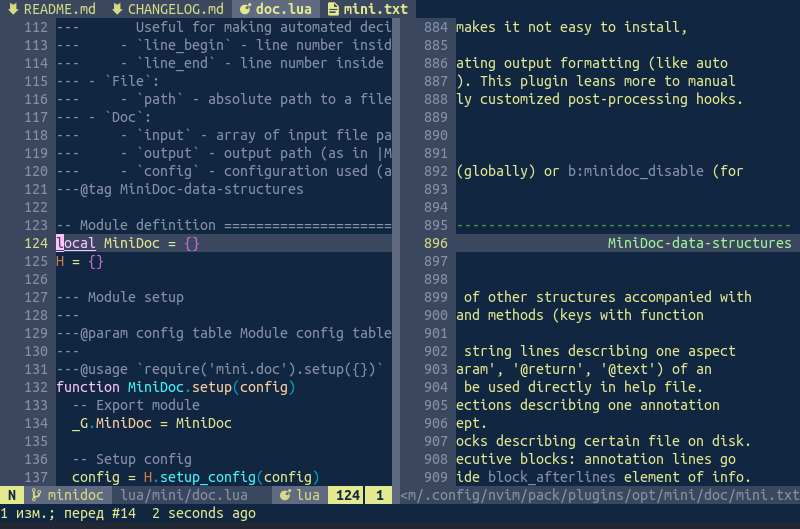 README.md CHANGELOG.md doc.lua mini.txt
112 --- Useful for making automated deci
113 --- - `line_begin` - line number insid
114 --- - `line_end` - line number inside
115 --- - `File`:
116 --- - `path` - absolute path to a file
117 --- - `Doc`:
118 --- - `input` - array of input file pa
119 --- - `output` - output path (as in |M
120 --- - `config` - configuration used (a
121 ---@tag MiniDoc-data-structures
122
123 -- Module definition =====================
124 local MiniDoc = {}
125 H = {}
126
127 --- Module setup
128 ---
129 ---@param config table Module config table
130 ---
131 ---@usage `require('mini.doc').setup({})`
132 function MiniDoc.setup(config)
133 -- Export module
134 _G.MiniDoc = MiniDoc
135
136 -- Setup config
137 config = H.setup_config(config)
884 makes it not easy to install,
885
886 ating output formatting (like auto
887 ). This plugin leans more to manual
888 ly customized post-processing hooks.
889
890
891
892 (globally) or b:minidoc_disable (for
893
894
895 ------------------------------------------
896 MiniDoc-data-structures
897
898
899 of other structures accompanied with
900 and methods (keys with function
901
902 string lines describing one aspect
903 aram', '@return', '@text') of an
904 be used directly in help file.
905 ections describing one annotation
906 ept.
907 ocks describing certain file on disk.
908 ecutive blocks: annotation lines go
909 ide block_afterlines element of info.
N minidoc lua/mini/doc.lua lua 124 1 <m/.config/nvim/pack/plugins/opt/mini/doc/mini.txt
1 изм.; перед #14 2 seconds ago